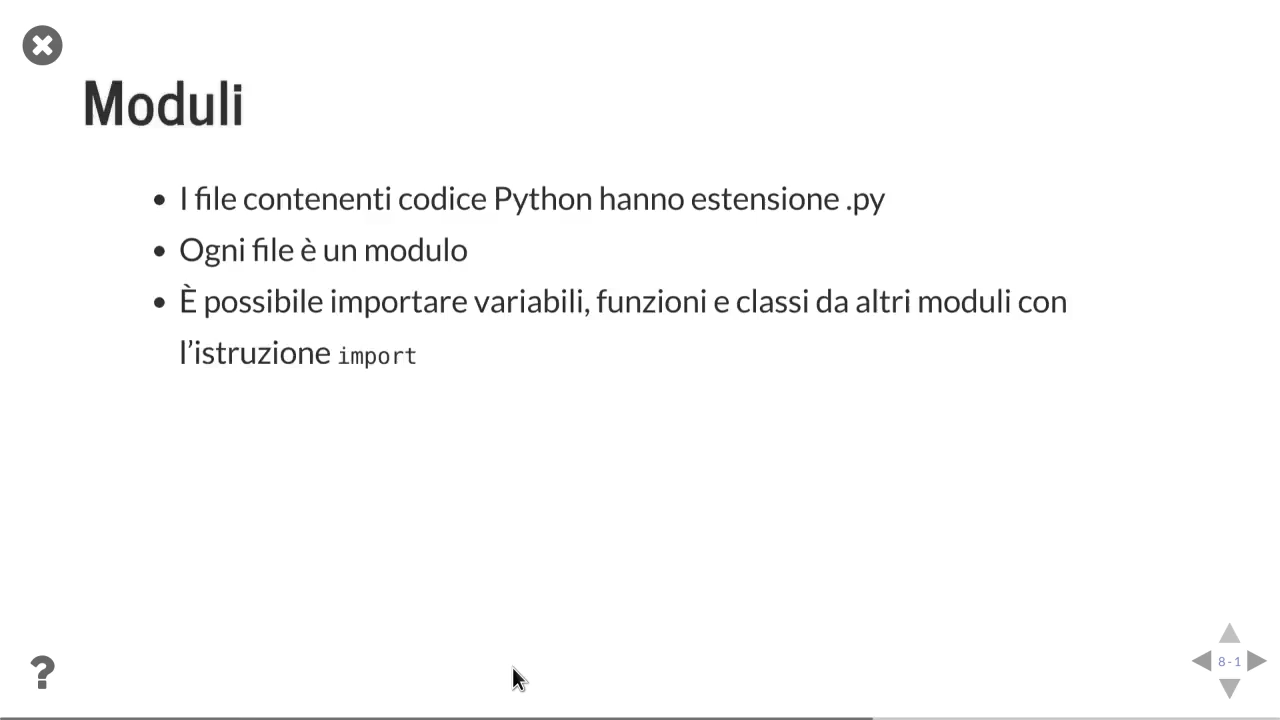 Moduli
• I file contenenti codice Python hanno estensione .py
• Ogni file è un modulo
• È possibile importare variabili, funzioni e classi da altri moduli con
l’istruzione import
?
8-1